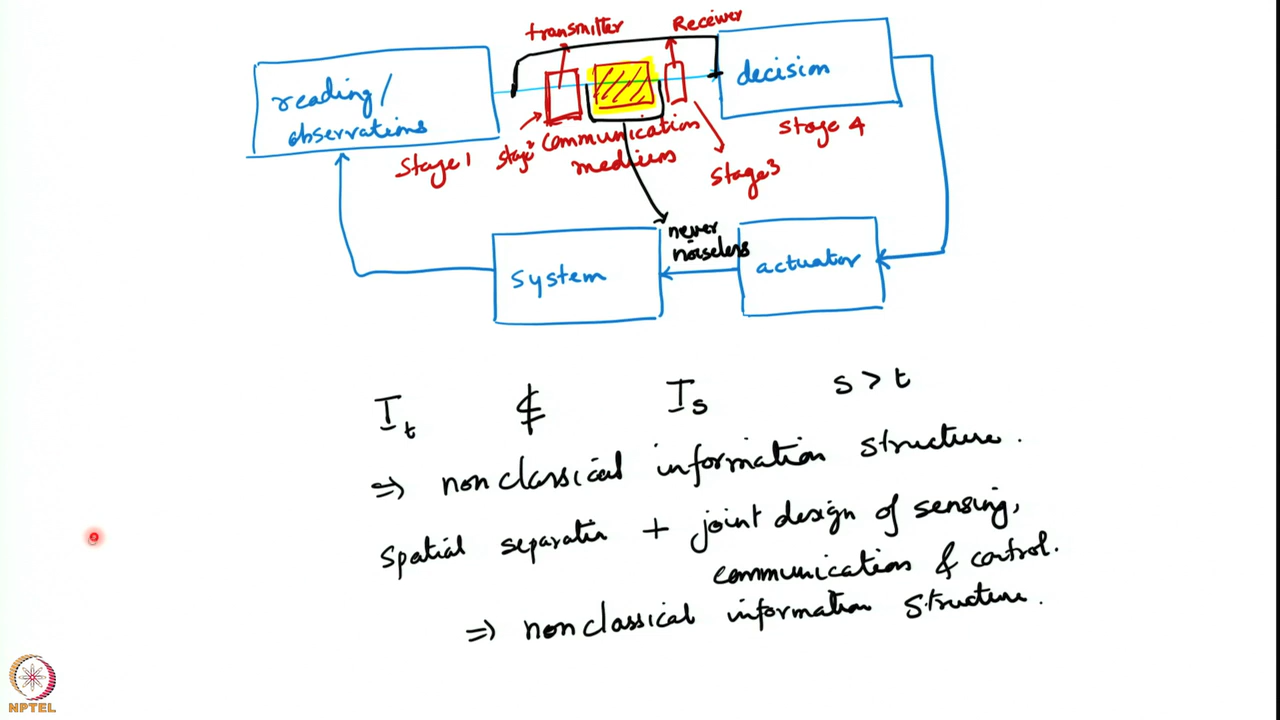 transmitter
Receiver
reading/
observations
decision
stage 1
stage 2
communication
medium
stage 3
stage 4
never
noiseless
system
actuator
I_t ⊄ I_s s > t
⇒ nonclassical information structure.
spatial separatin + joint design of sensing,
communication & control.
⇒ nonclassical information structure.
NPTEL